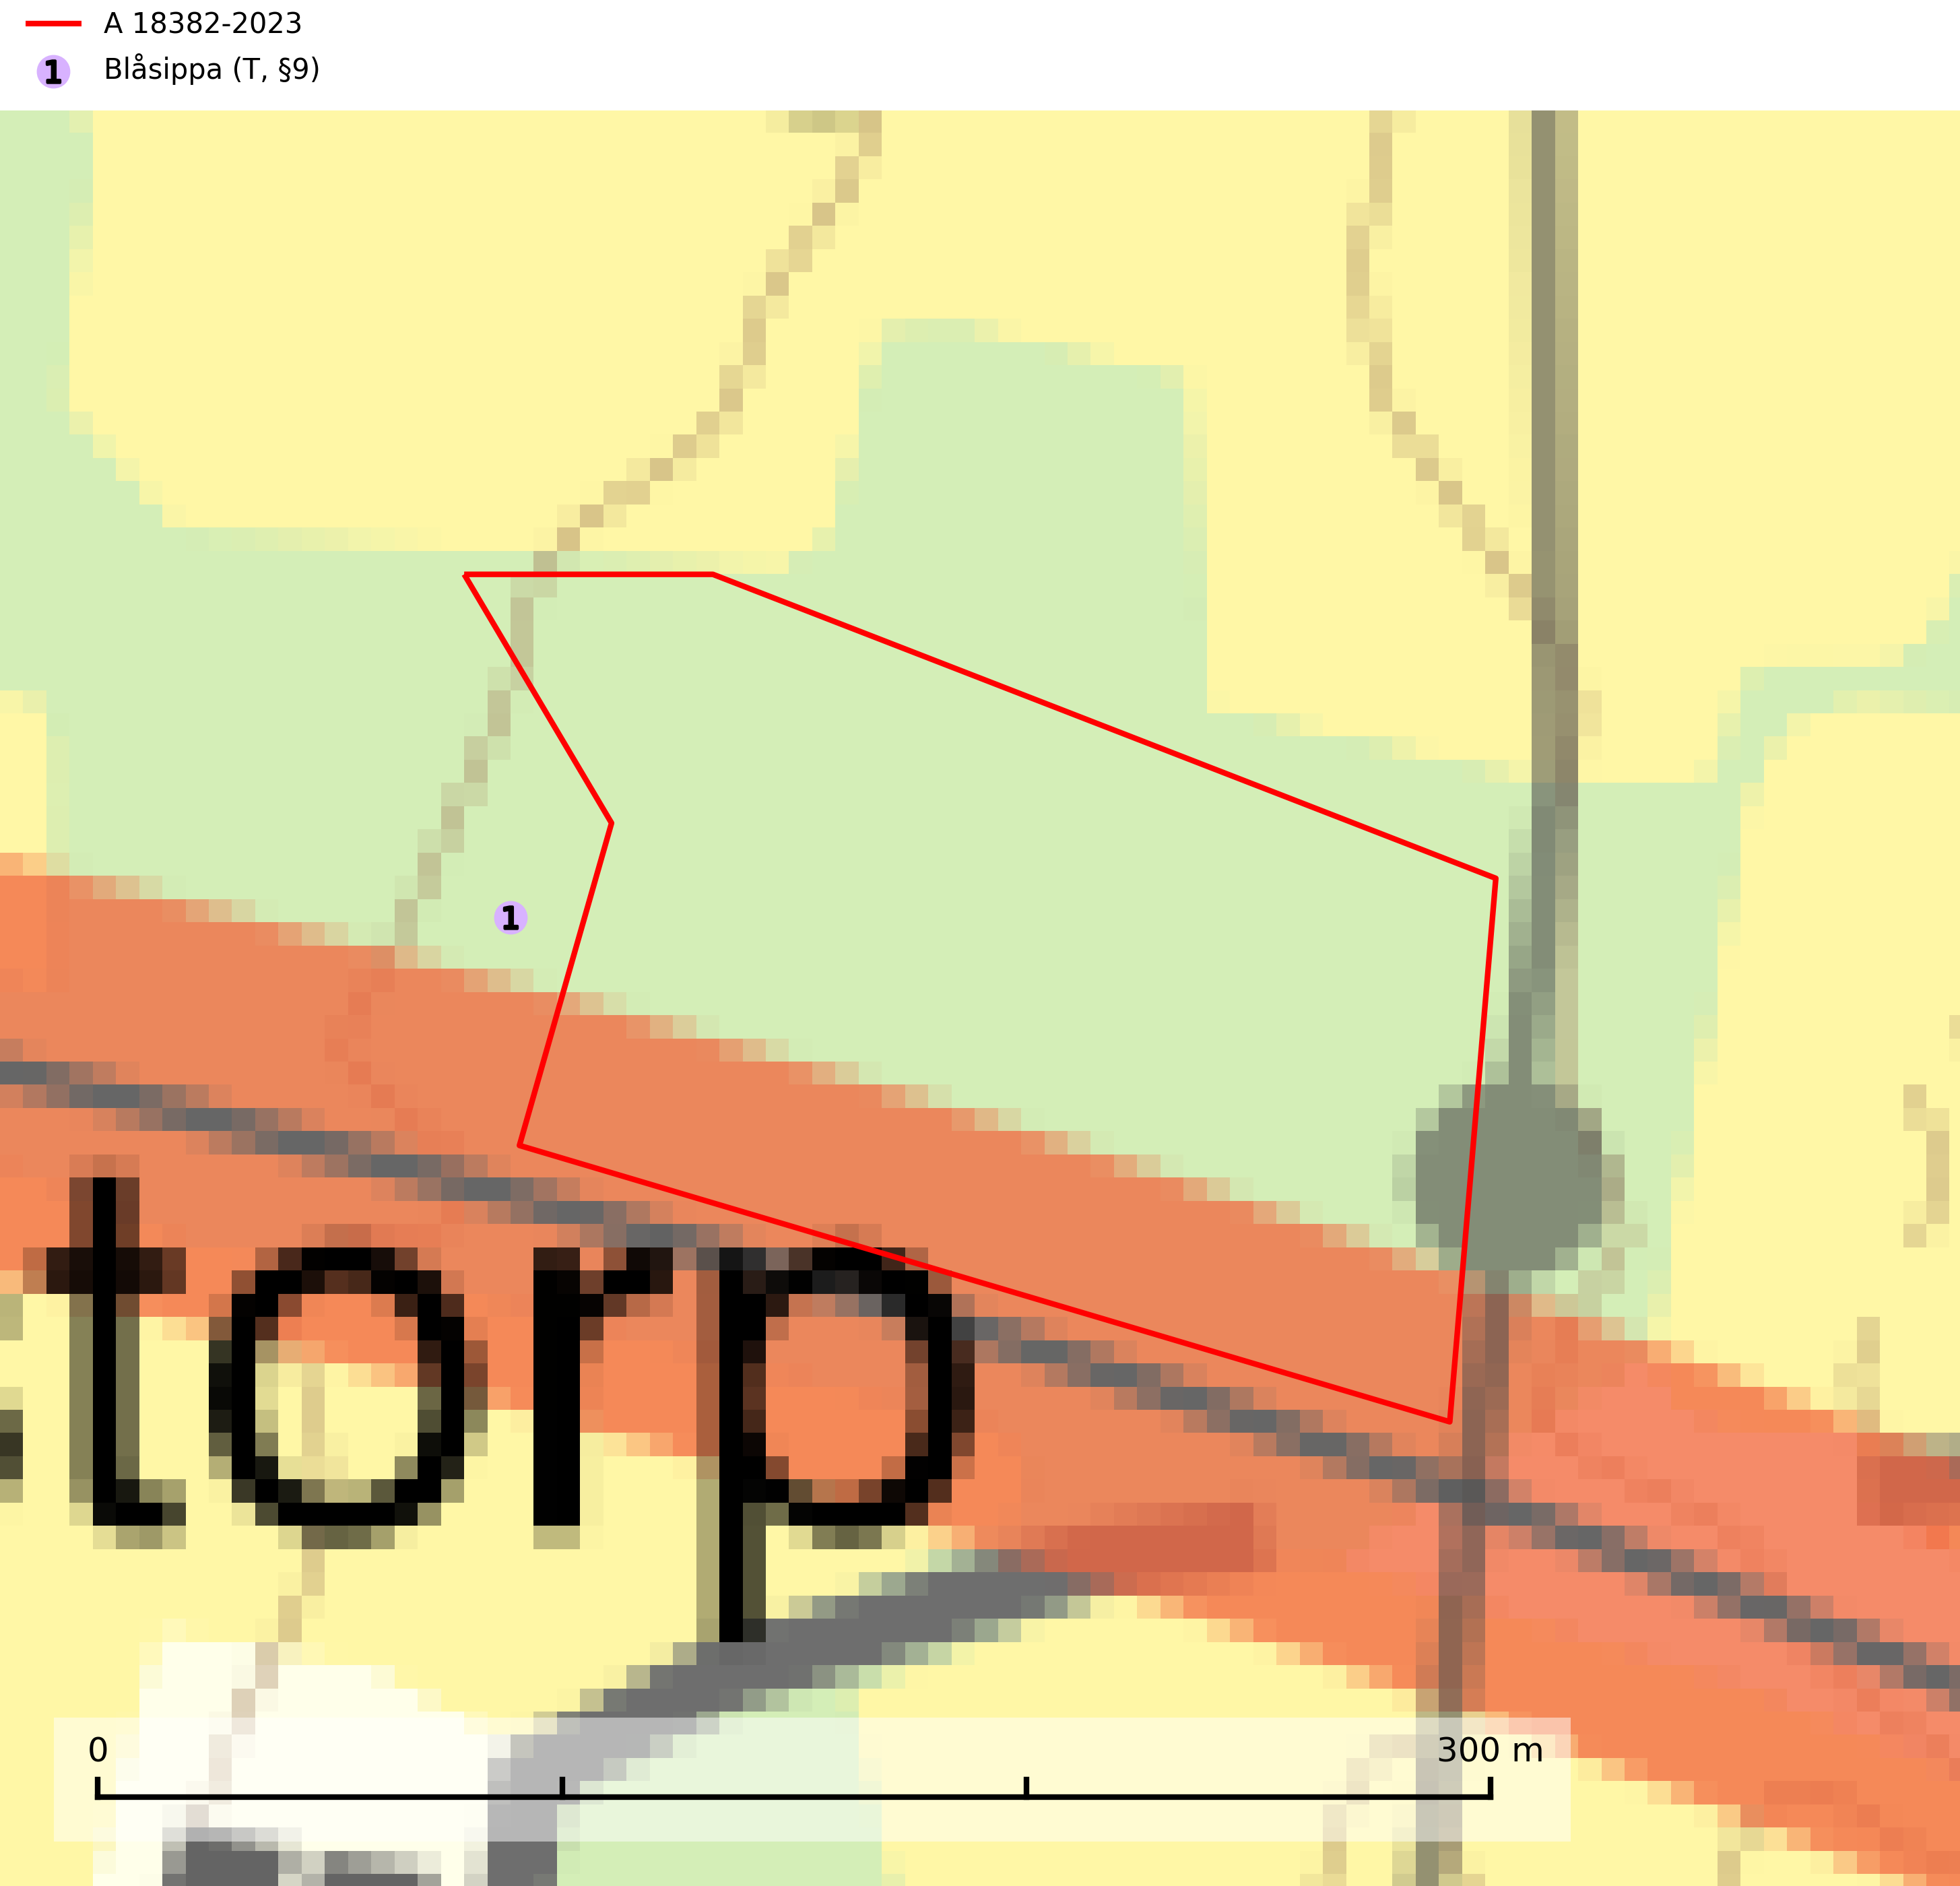 A 18382-2023
1 Blåsippa (T, §9)
1
torp
0 300 m